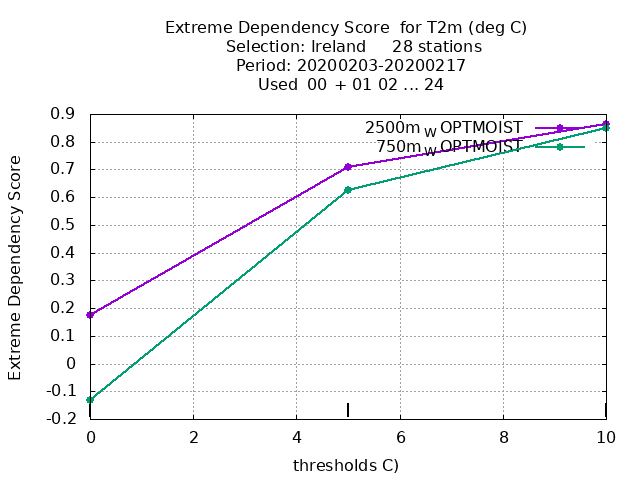 Extreme Dependency Score for T2m (deg C)
Selection: Ireland 28 stations
Period: 20200203-20200217
Used 00 + 01 02 ... 24
Extreme Dependency Score
0.9
0.8
0.7
0.6
0.5
0.4
0.3
0.2
0.1
0
-0.1
-0.2
2500m W OPTMOIST
750m W OPTMOIST
0 2 4 6 8 10
thresholds C)